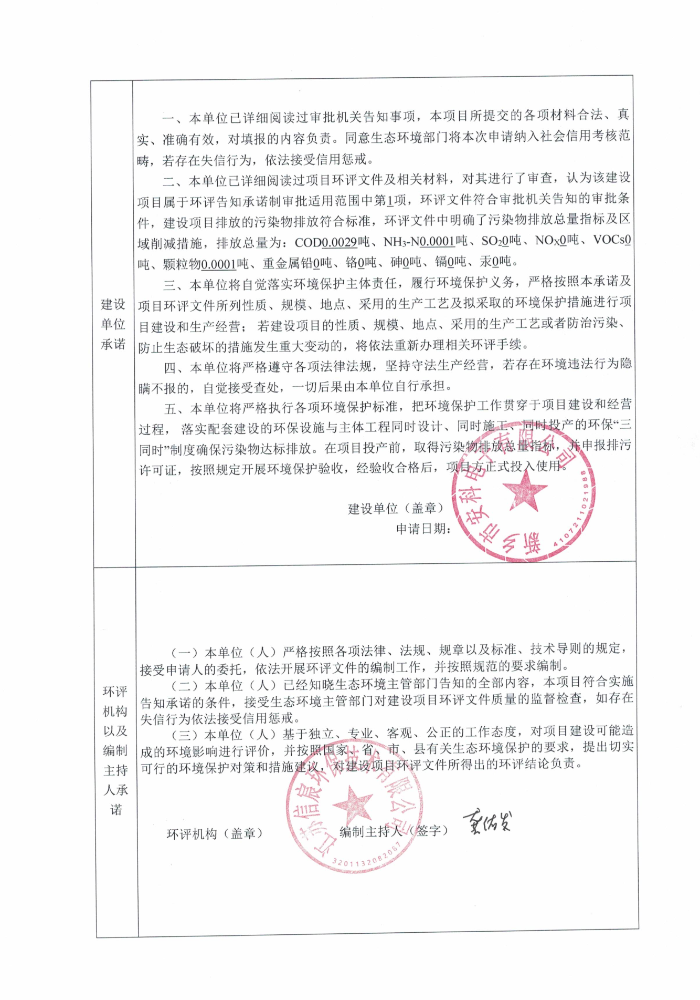 建设
单位
承诺
一、本单位已详细阅读过审批机关告知事项，本项目所提交的各项材料合法、真
实、准确有效，对填报的内容负责。同意生态环境部门将本次申请纳入社会信用考核范
畴，若存在失信行为，依法接受信用惩戒。
二、本单位已详细阅读过项目环评文件及相关材料，对其进行了审查，认为该建设
项目属于环评告知承诺制审批适用范围中第1项，环评文件符合审批机关告知的审批条
件，建设项目排放的污染物排放符合标准，环评文件中明确了污染物排放总量指标及区
域削减措施，排放总量为：COD0.0029吨、NH3-N0.0001吨、SO20吨、NOX0吨、VOCs0
吨、颗粒物0.0001吨、重金属铅0吨、铬0吨、砷0吨、镉0吨、汞0吨。
三、本单位将自觉落实环境保护主体责任，履行环境保护义务，严格按照本承诺及
项目环评文件所列性质、规模、地点、采用的生产工艺及拟采取的环境保护措施进行项
目建设和生产经营； 若建设项目的性质、规模、地点、采用的生产工艺或者防治污染、
防止生态破坏的措施发生重大变动的，将依法重新办理相关环评手续。
四、本单位将严格遵守各项法律法规，坚持守法生产经营，若存在环境违法行为隐
瞒不报的，自觉接受查处，一切后果由本单位自行承担。
五、本单位将严格执行各项环境保护标准，把环境保护工作贯穿于项目建设和经营
过程， 落实配套建设的环保设施与主体工程同时设计、同时施工、同时投产的环保“三
同时”制度确保污染物达标排放。在项目投产前，取得污染物排放总量指标，并申报排污
许可证，按照规定开展环境保护验收，经验收合格后，项目方正式投入使用。
建设单位（盖章）
申请日期：
新乡市安科电子有限公司
4107211021988
环评
机构
以及
编制
主持
人承
诺
（一）本单位（人）严格按照各项法律、法规、规章以及标准、技术导则的规定，
接受申请人的委托，依法开展环评文件的编制工作，并按照规范的要求编制。
（二）本单位（人）已经知晓生态环境主管部门告知的全部内容，本项目符合实施
告知承诺的条件，接受生态环境主管部门对建设项目环评文件质量的监督检查，如存在
失信行为依法接受信用惩戒。
（三）本单位（人）基于独立、专业、客观、公正的工作态度，对项目建设可能造
成的环境影响进行评价，并按照国家、省、市、县有关生态环境保护的要求，提出切实
可行的环境保护对策和措施建议，对建设项目环评文件所得出的环评结论负责。
环评机构（盖章）
编制主持人（签字）
江苏信宸环保技术有限公司
3201132082067